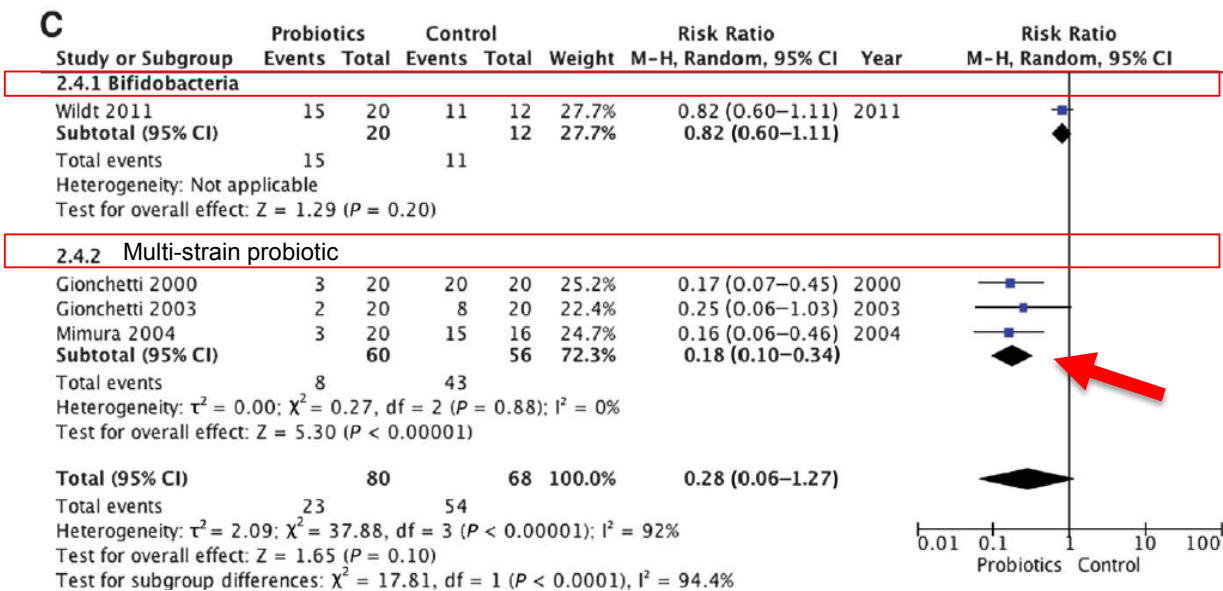 C
Probiotics Control Risk Ratio Risk Ratio
Study or Subgroup Events Total Events Total Weight M-H, Random, 95% CI Year M-H, Random, 95% CI
2.4.1 Bifidobacteria
Wildt 2011 15 20 11 12 27.7% 0.82 (0.60–1.11) 2011
Subtotal (95% CI) 20 12 27.7% 0.82 (0.60–1.11)
Total events 15 11
Heterogeneity: Not applicable
Test for overall effect: Z = 1.29 (P = 0.20)
2.4.2 Multi-strain probiotic
Gionchetti 2000 3 20 20 20 25.2% 0.17 (0.07–0.45) 2000
Gionchetti 2003 2 20 8 20 22.4% 0.25 (0.06–1.03) 2003
Mimura 2004 3 20 15 16 24.7% 0.16 (0.06–0.46) 2004
Subtotal (95% CI) 60 56 72.3% 0.18 (0.10–0.34)
Total events 8 43
Heterogeneity: τ² = 0.00; χ² = 0.27, df = 2 (P = 0.88); I² = 0%
Test for overall effect: Z = 5.30 (P < 0.00001)
Total (95% CI) 80 68 100.0% 0.28 (0.06–1.27)
Total events 23 54
Heterogeneity: τ² = 2.09; χ² = 37.88, df = 3 (P < 0.00001); I² = 92%
Test for overall effect: Z = 1.65 (P = 0.10)
Test for subgroup differences: χ² = 17.81, df = 1 (P < 0.0001), I² = 94.4%
0.01 0.1 1 10 100
Probiotics Control